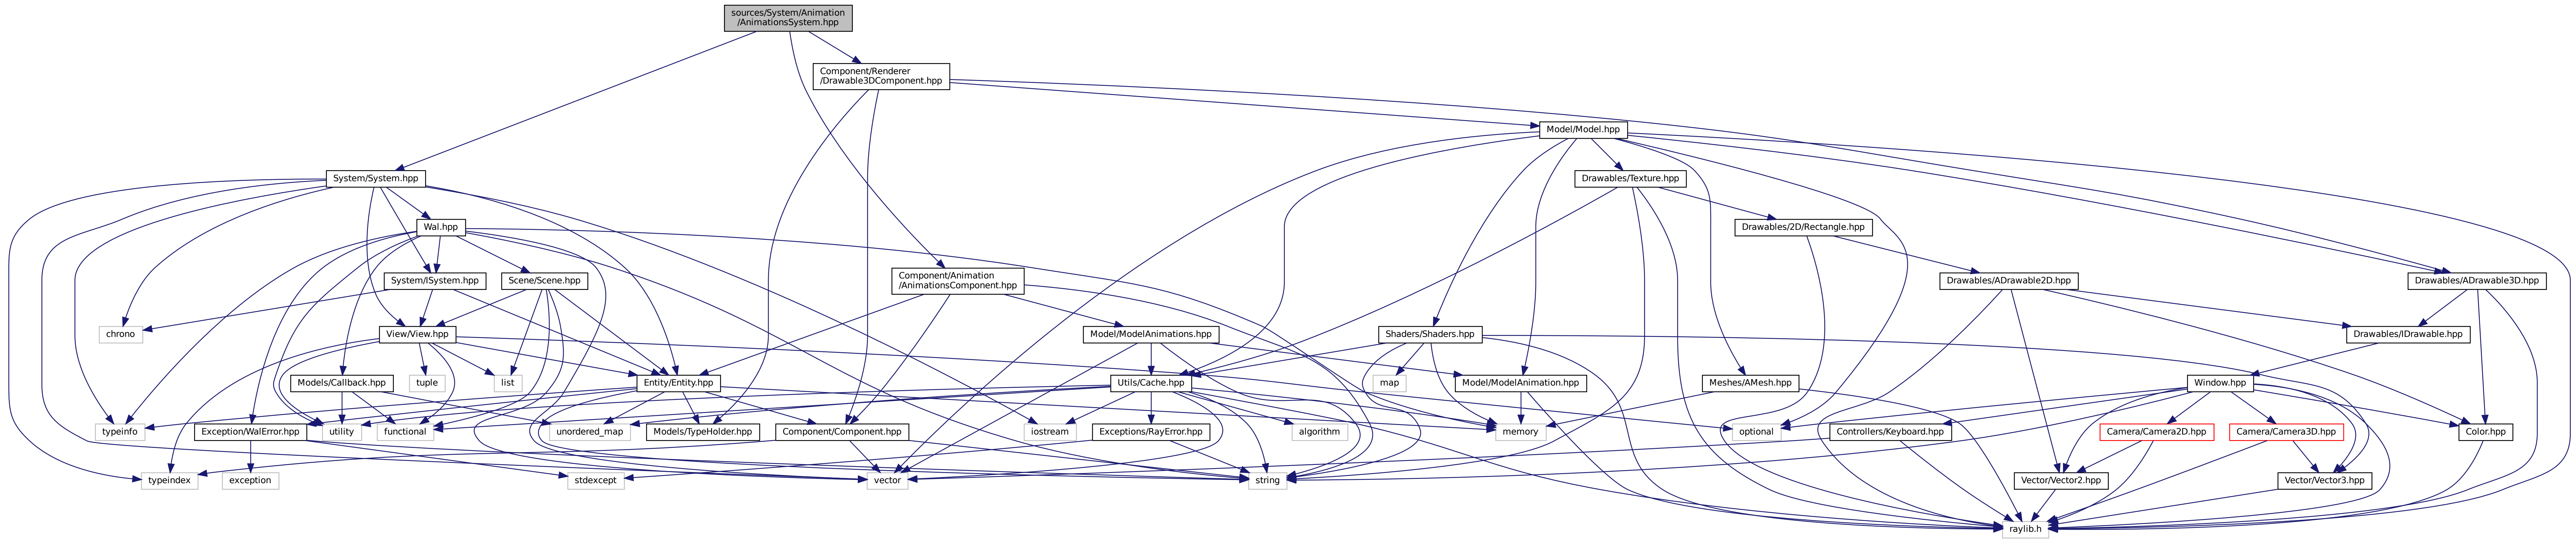 sources/System/Animation
/AnimationsSystem.hpp
Component/Renderer
/Drawable3DComponent.hpp
Model/Model.hpp
System/System.hpp
Drawables/Texture.hpp
Wal.hpp
Drawables/2D/Rectangle.hpp
System/ISystem.hpp
Scene/Scene.hpp
Component/Animation
/AnimationsComponent.hpp
Drawables/ADrawable2D.hpp
Drawables/ADrawable3D.hpp
chrono
View/View.hpp
Model/ModelAnimations.hpp
Shaders/Shaders.hpp
Drawables/IDrawable.hpp
Models/Callback.hpp
tuple
list
Entity/Entity.hpp
Utils/Cache.hpp
map
Model/ModelAnimation.hpp
Meshes/AMesh.hpp
Window.hpp
typeinfo
Exception/WalError.hpp
utility
functional
unordered_map
Models/TypeHolder.hpp
Component/Component.hpp
iostream
Exceptions/RayError.hpp
algorithm
memory
optional
Controllers/Keyboard.hpp
Camera/Camera2D.hpp
Camera/Camera3D.hpp
Color.hpp
typeindex
exception
stdexcept
vector
string
Vector/Vector2.hpp
Vector/Vector3.hpp
raylib.h